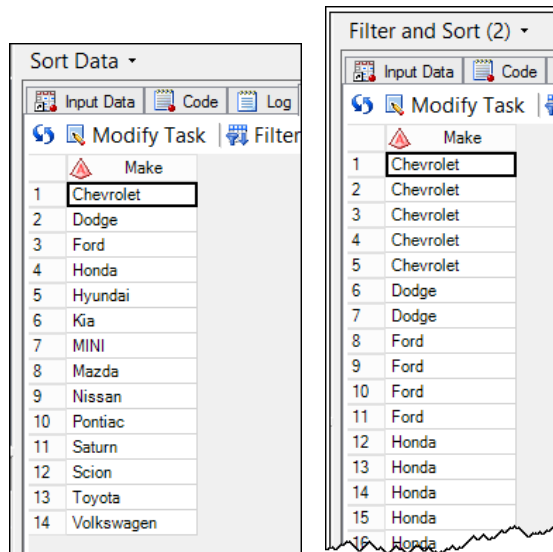 Sort Data
Input Data Code Log
Modify Task Filter
Make
1 Chevrolet
2 Dodge
3 Ford
4 Honda
5 Hyundai
6 Kia
7 MINI
8 Mazda
9 Nissan
10 Pontiac
11 Saturn
12 Scion
13 Toyota
14 Volkswagen
Filter and Sort (2)
Input Data Code
Modify Task
Make
1 Chevrolet
2 Chevrolet
3 Chevrolet
4 Chevrolet
5 Chevrolet
6 Dodge
7 Dodge
8 Ford
9 Ford
10 Ford
11 Ford
12 Honda
13 Honda
14 Honda
15 Honda
16 Honda